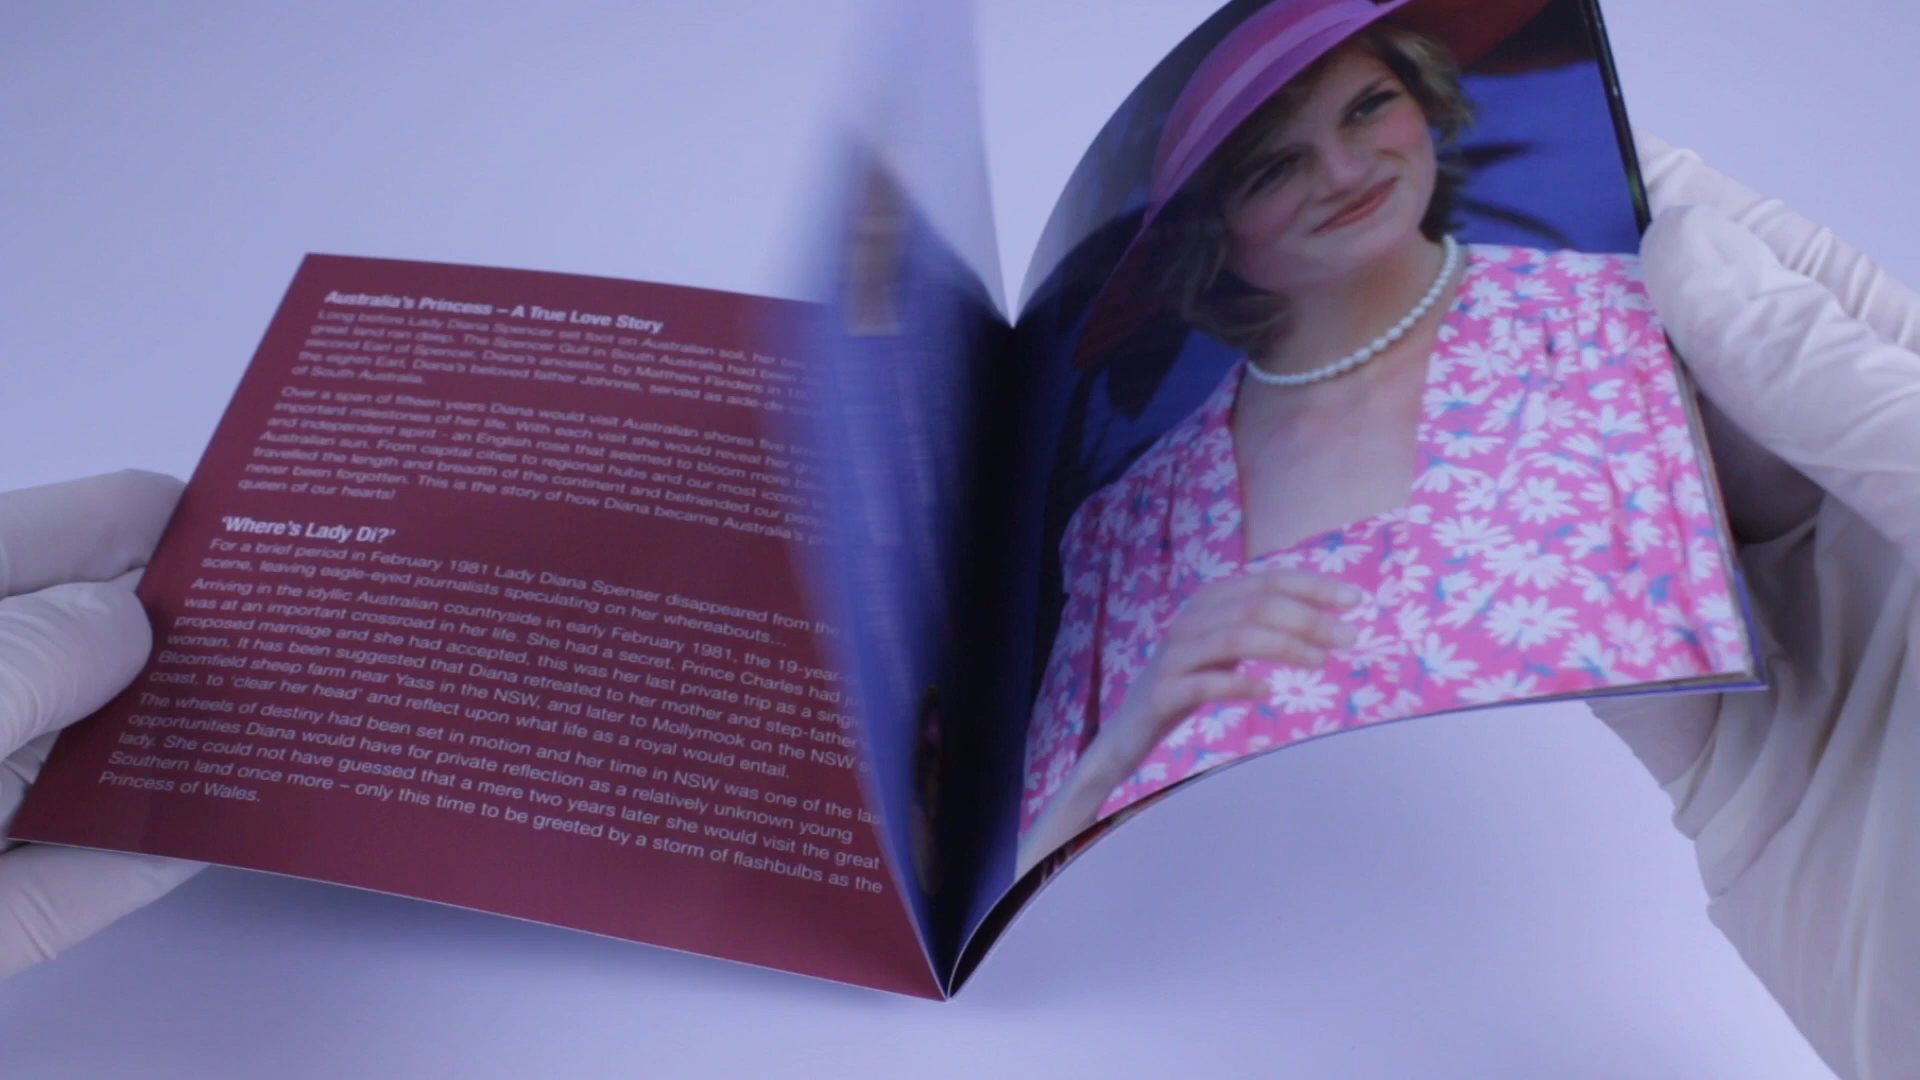 Australia's Princess – A True Love Story
Long before Lady Diana Spencer set foot on Australian soil, her
great land ran deep. The Spencer Gulf in South Australia had been
second Earl of Spencer, Diana's ancestor, by Matthew Flinders in
the eighth Earl, Diana's beloved father Johnnie, served as aide-de-
of South Australia.
Over a span of fifteen years Diana would visit Australian shores five
important milestones of her life. With each visit she would reveal her
and independent spirit - an English rose that seemed to bloom more
Australian sun. From capital cities to regional hubs and our most iconic
travelled the length and breadth of the continent and befriended our
never been forgotten. This is the story of how Diana became Australia's
queen of our hearts!
'Where's Lady Di?'
For a brief period in February 1981 Lady Diana Spenser disappeared from the
scene, leaving eagle-eyed journalists speculating on her whereabouts....
Arriving in the idyllic Australian countryside in early February 1981, the 19-year-
was at an important crossroad in her life. She had a secret. Prince Charles had
proposed marriage and she had accepted, this was her last private trip as a single
woman. It has been suggested that Diana retreated to her mother and step-father's
Bloomfield sheep farm near Yass in the NSW, and later to Mollymook on the NSW
coast, to 'clear her head' and reflect upon what life as a royal would entail.
The wheels of destiny had been set in motion and her time in NSW was one of the
opportunities Diana would have for private reflection as a relatively unknown young
lady. She could not have guessed that a mere two years later she would visit the great
Southern land once more – only this time to be greeted by a storm of flashbulbs as the
Princess of Wales.